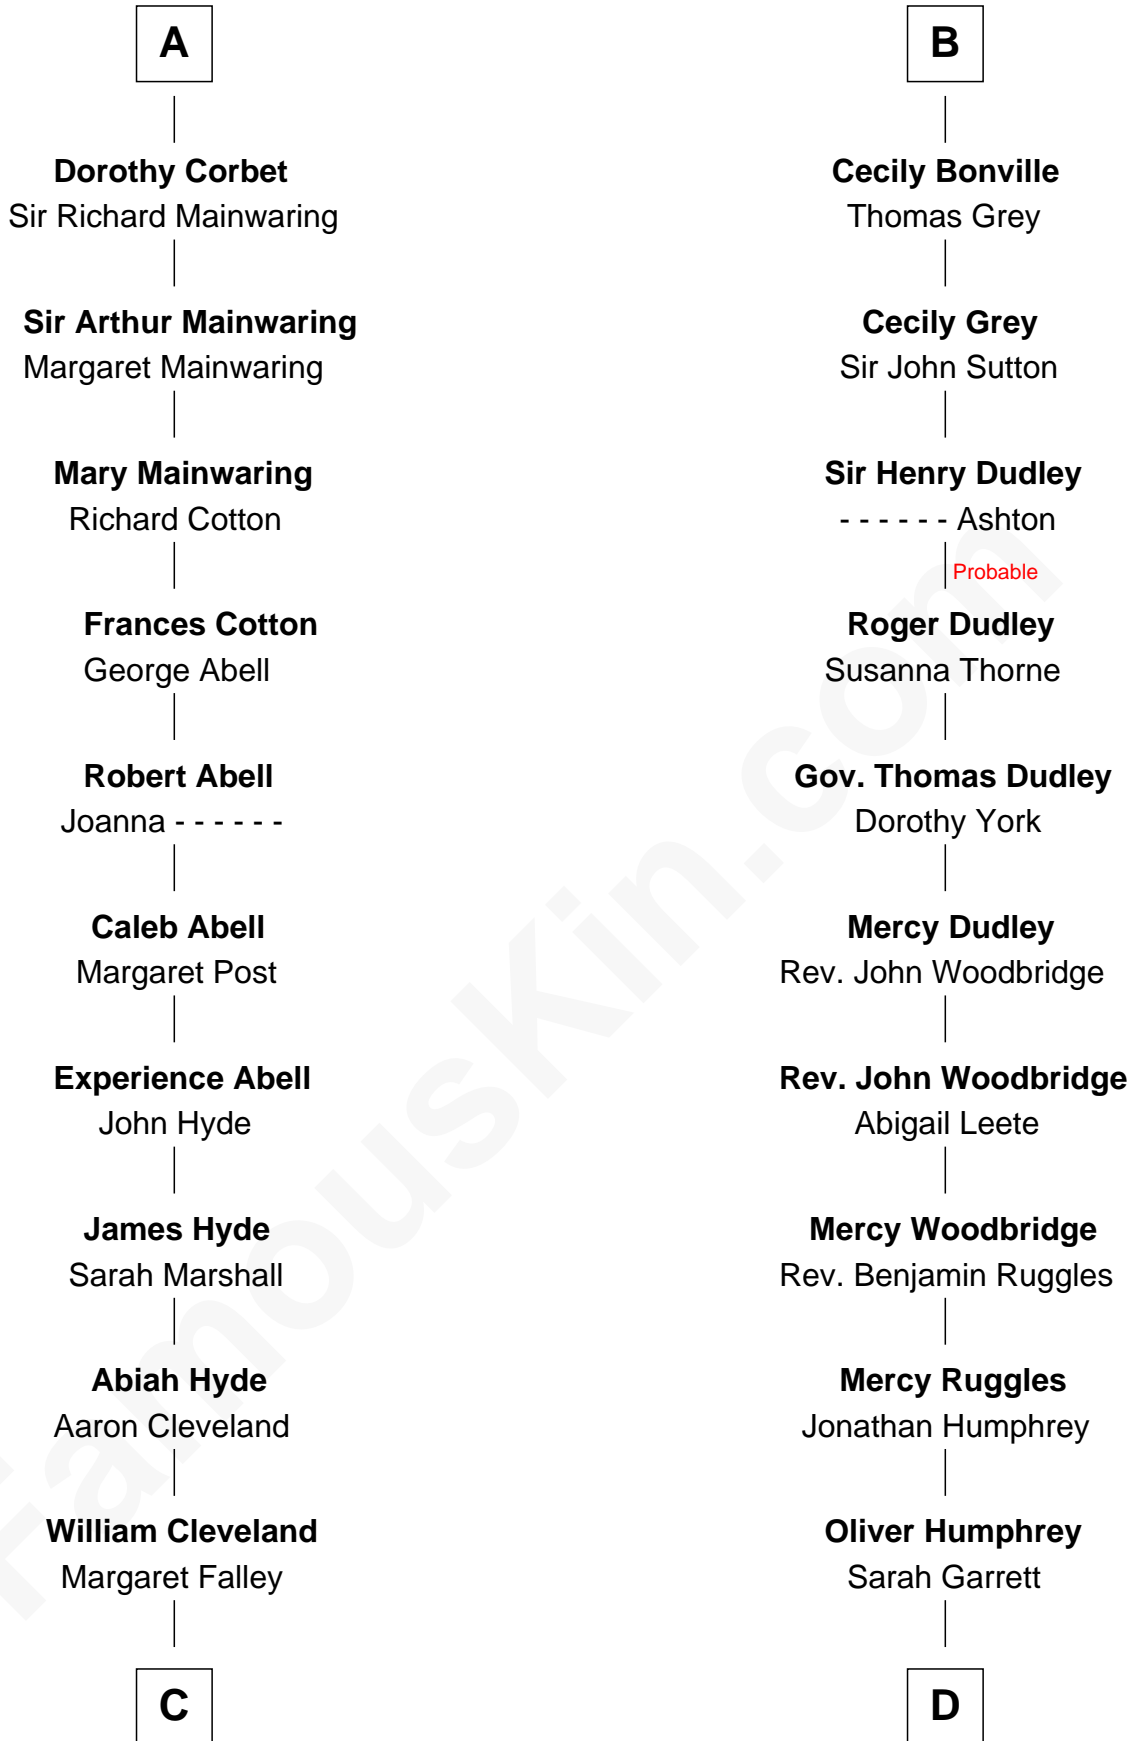 A
Dorothy Corbet
Sir Richard Mainwaring
Sir Arthur Mainwaring
Margaret Mainwaring
Mary Mainwaring
Richard Cotton
Frances Cotton
George Abell
Robert Abell
Joanna - - - - - -
Caleb Abell
Margaret Post
Experience Abell
John Hyde
James Hyde
Sarah Marshall
Abiah Hyde
Aaron Cleveland
William Cleveland
Margaret Falley
C
B
Cecily Bonville
Thomas Grey
Cecily Grey
Sir John Sutton
Sir Henry Dudley
- - - - - - Ashton
Probable
Roger Dudley
Susanna Thorne
Gov. Thomas Dudley
Dorothy York
Mercy Dudley
Rev. John Woodbridge
Rev. John Woodbridge
Abigail Leete
Mercy Woodbridge
Rev. Benjamin Ruggles
Mercy Ruggles
Jonathan Humphrey
Oliver Humphrey
Sarah Garrett
D
FamousKin.com